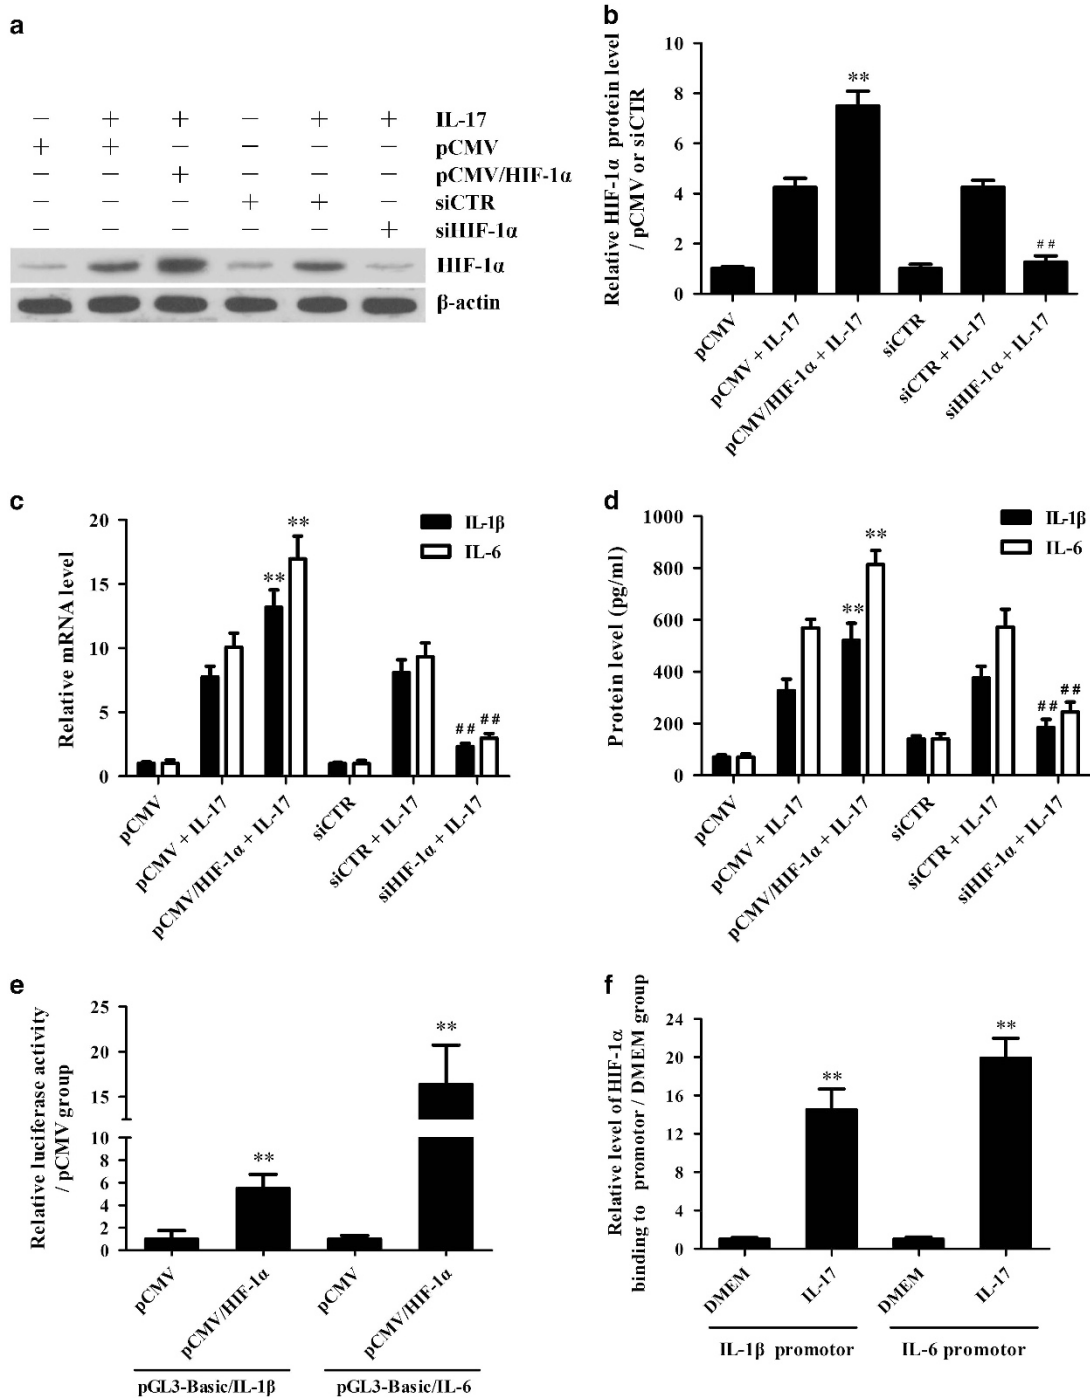 a
− + + − + + IL-17
+ + − − − − pCMV
− − + − − − pCMV/HIF-1α
− − − + + − siCTR
− − − − − + siHIF-1α
HIF-1α
β-actin
b
Relative HIF-1α protein level
/ pCMV or siCTR
10
8
6
4
2
0
**
##
pCMV
pCMV + IL-17
pCMV/HIF-1α + IL-17
siCTR
siCTR + IL-17
siHIF-1α + IL-17
c
Relative mRNA level
20
15
10
5
0
IL-1β
IL-6
**
**
##
##
pCMV
pCMV + IL-17
pCMV/HIF-1α + IL-17
siCTR
siCTR + IL-17
siHIF-1α + IL-17
d
Protein level (pg/ml)
1000
800
600
400
200
0
IL-1β
IL-6
**
**
##
##
pCMV
pCMV + IL-17
pCMV/HIF-1α + IL-17
siCTR
siCTR + IL-17
siHIF-1α + IL-17
e
Relative luciferase activity
/ pCMV group
25
20
15
10
8
6
4
2
0
**
**
pCMV
pCMV/HIF-1α
pCMV
pCMV/HIF-1α
pGL3-Basic/IL-1β
pGL3-Basic/IL-6
f
Relative level of HIF-1α
binding to promotor / DMEM group
24
20
16
12
8
4
0
**
**
DMEM
IL-17
DMEM
IL-17
IL-1β promotor
IL-6 promotor